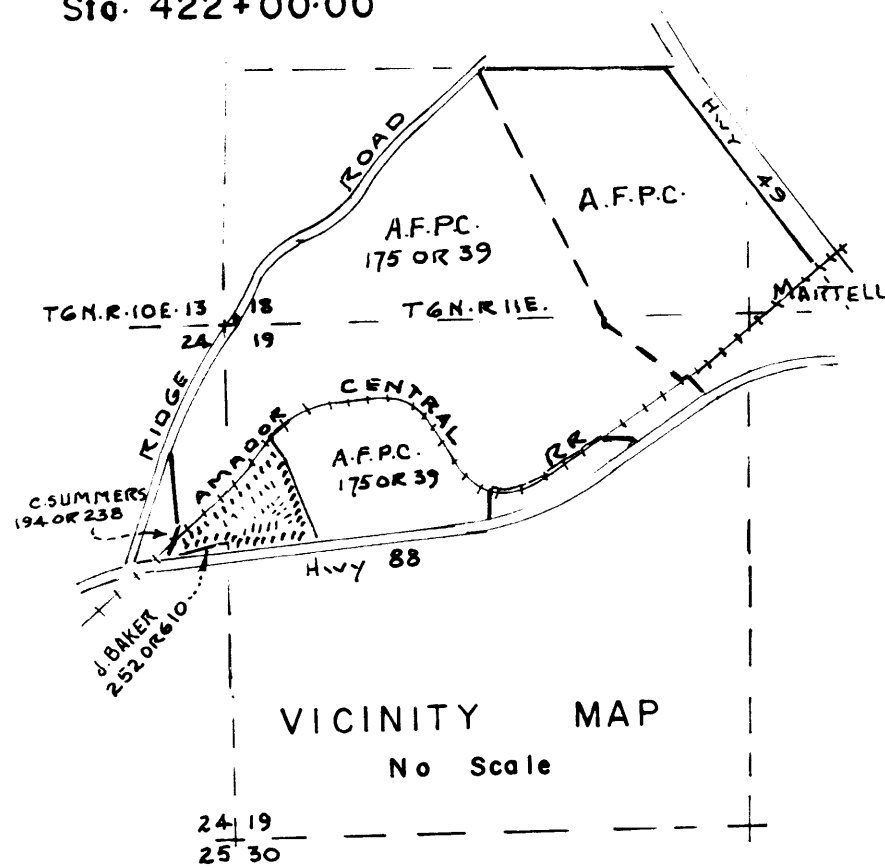 Sta. 422+00.00
HWY 49
ROAD
A.F.P.C.
A.F.P.C.
175 OR 39
MARTELL
T6N.R.10E. 13 18
T6N.R11E.
24 19
RIDGE
AMADOR CENTRAL RR
A.F.P.C.
175 OR 39
C. SUMMERS
194 OR 238
Hwy 88
J. BAKER
252 OR 610
VICINITY MAP
No Scale
24 19
25 30